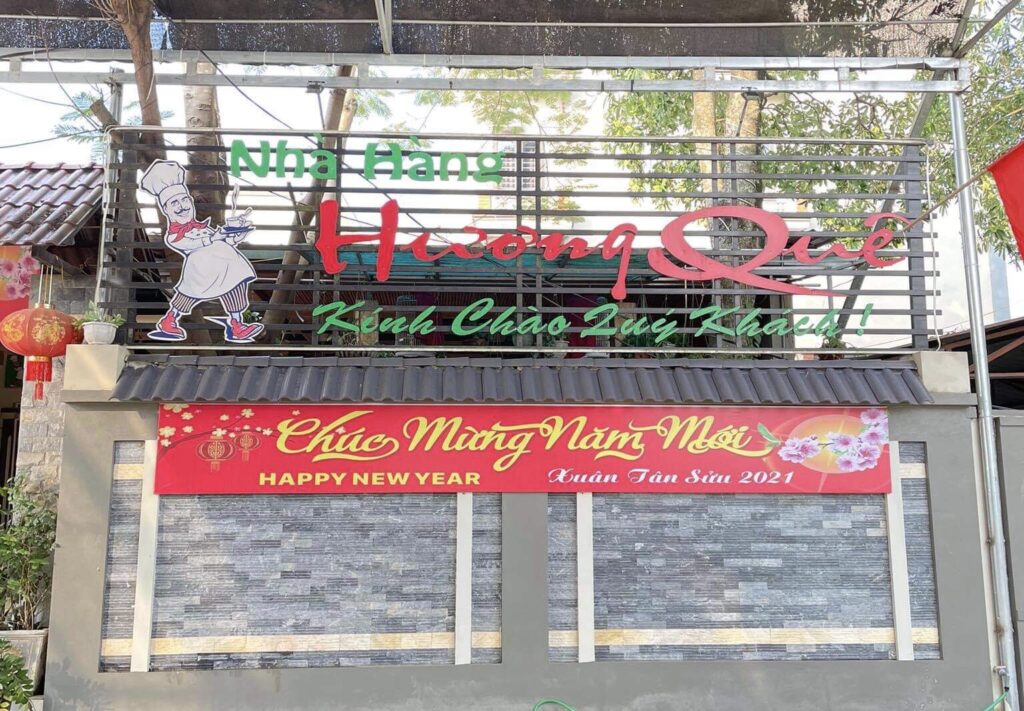 Nhà Hàng
Hương Quê
Kính Chào Quý Khách !
Chúc Mừng Năm Mới
HAPPY NEW YEAR Xuân Tân Sửu 2021